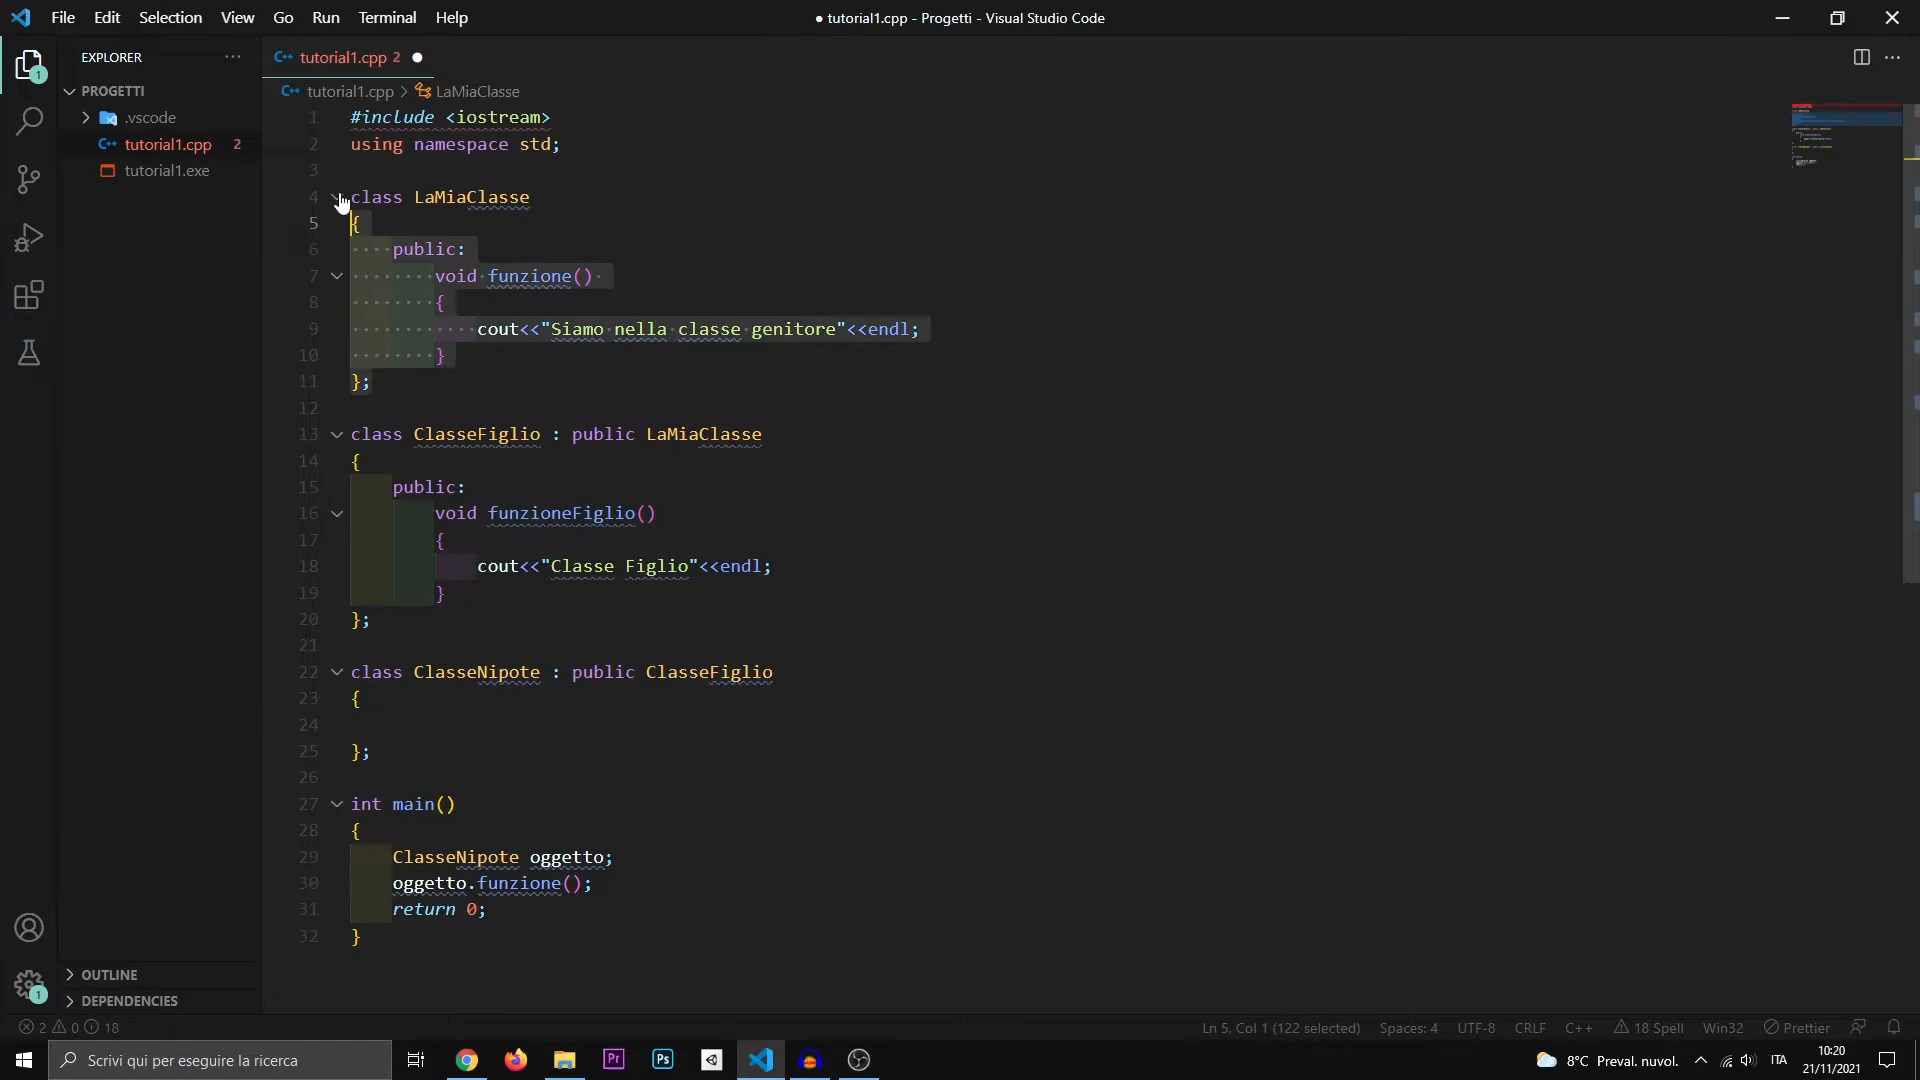 File Edit Selection View Go Run Terminal Help
● tutorial1.cpp - Progetti - Visual Studio Code
EXPLORER
PROGETTI
.vscode
tutorial1.cpp 2
tutorial1.exe
OUTLINE
DEPENDENCIES
1
1
tutorial1.cpp 2
tutorial1.cpp > LaMiaClasse
1 #include <iostream>
2 using namespace std;
3
4 class LaMiaClasse
5 {
6 public:
7 void funzione()
8 {
9 cout<<"Siamo nella classe genitore"<<endl;
10 }
11 };
12
13 class ClasseFiglio : public LaMiaClasse
14 {
15 public:
16 void funzioneFiglio()
17 {
18 cout<<"Classe Figlio"<<endl;
19 }
20 };
21
22 class ClasseNipote : public ClasseFiglio
23 {
24
25 };
26
27 int main()
28 {
29 ClasseNipote oggetto;
30 oggetto.funzione();
31 return 0;
32 }
2 0 18
Ln 5, Col 1 (122 selected) Spaces: 4 UTF-8 CRLF C++ 18 Spell Win32 Prettier
Scrivi qui per eseguire la ricerca
Pr
Ps
8°C Preval. nuvol.
ITA
10:20
21/11/2021